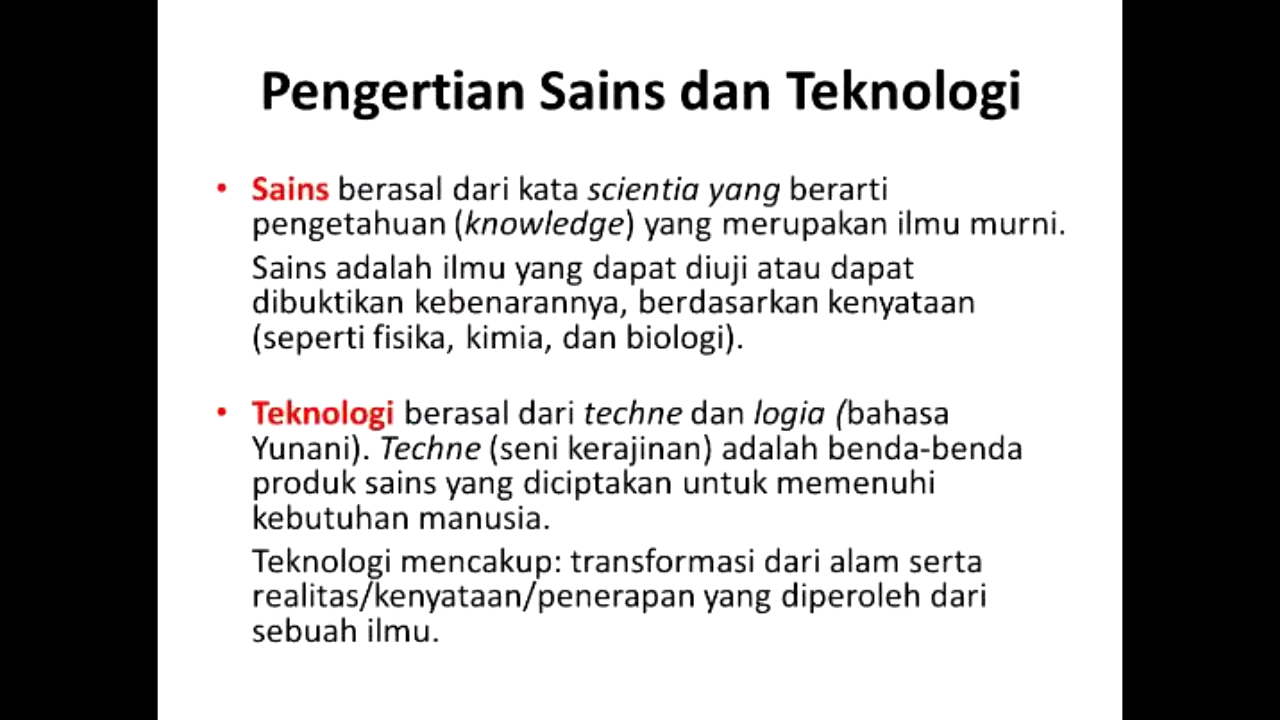 Pengertian Sains dan Teknologi
• Sains berasal dari kata scientia yang berarti
pengetahuan (knowledge) yang merupakan ilmu murni.
Sains adalah ilmu yang dapat diuji atau dapat
dibuktikan kebenarannya, berdasarkan kenyataan
(seperti fisika, kimia, dan biologi).
• Teknologi berasal dari techne dan logia (bahasa
Yunani). Techne (seni kerajinan) adalah benda-benda
produk sains yang diciptakan untuk memenuhi
kebutuhan manusia.
Teknologi mencakup: transformasi dari alam serta
realitas/kenyataan/penerapan yang diperoleh dari
sebuah ilmu.